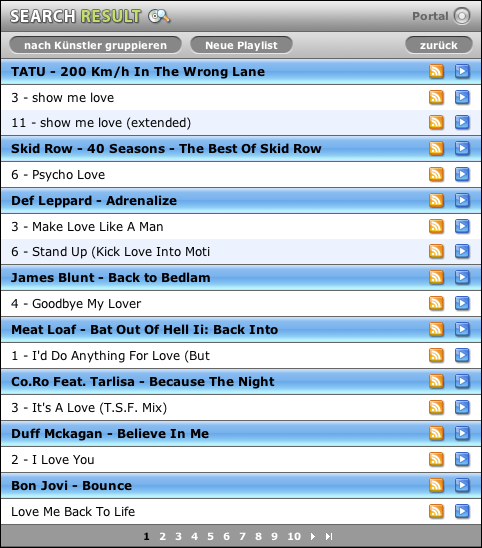 SEARCH RESULT Portal
nach Künstler gruppieren Neue Playlist zurück
TATU - 200 Km/h In The Wrong Lane
3 - show me love
11 - show me love (extended)
Skid Row - 40 Seasons - The Best Of Skid Row
6 - Psycho Love
Def Leppard - Adrenalize
3 - Make Love Like A Man
6 - Stand Up (Kick Love Into Moti
James Blunt - Back to Bedlam
4 - Goodbye My Lover
Meat Loaf - Bat Out Of Hell Ii: Back Into
1 - I'd Do Anything For Love (But
Co.Ro Feat. Tarlisa - Because The Night
3 - It's A Love (T.S.F. Mix)
Duff Mckagan - Believe In Me
2 - I Love You
Bon Jovi - Bounce
Love Me Back To Life
1 2 3 4 5 6 7 8 9 10